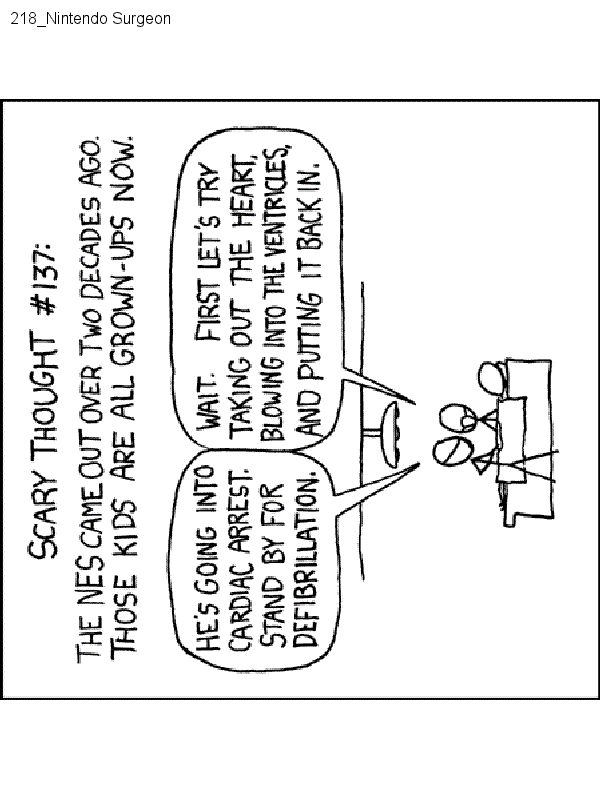 218_Nintendo Surgeon
SCARY THOUGHT #137:
THE NES CAME OUT OVER TWO DECADES AGO.
THOSE KIDS ARE ALL GROWN-UPS NOW.
HE'S GOING INTO
CARDIAC ARREST.
STAND BY FOR
DEFIBRILLATION.
WAIT. FIRST LET'S TRY
TAKING OUT THE HEART,
BLOWING INTO THE VENTRICLES,
AND PUTTING IT BACK IN.